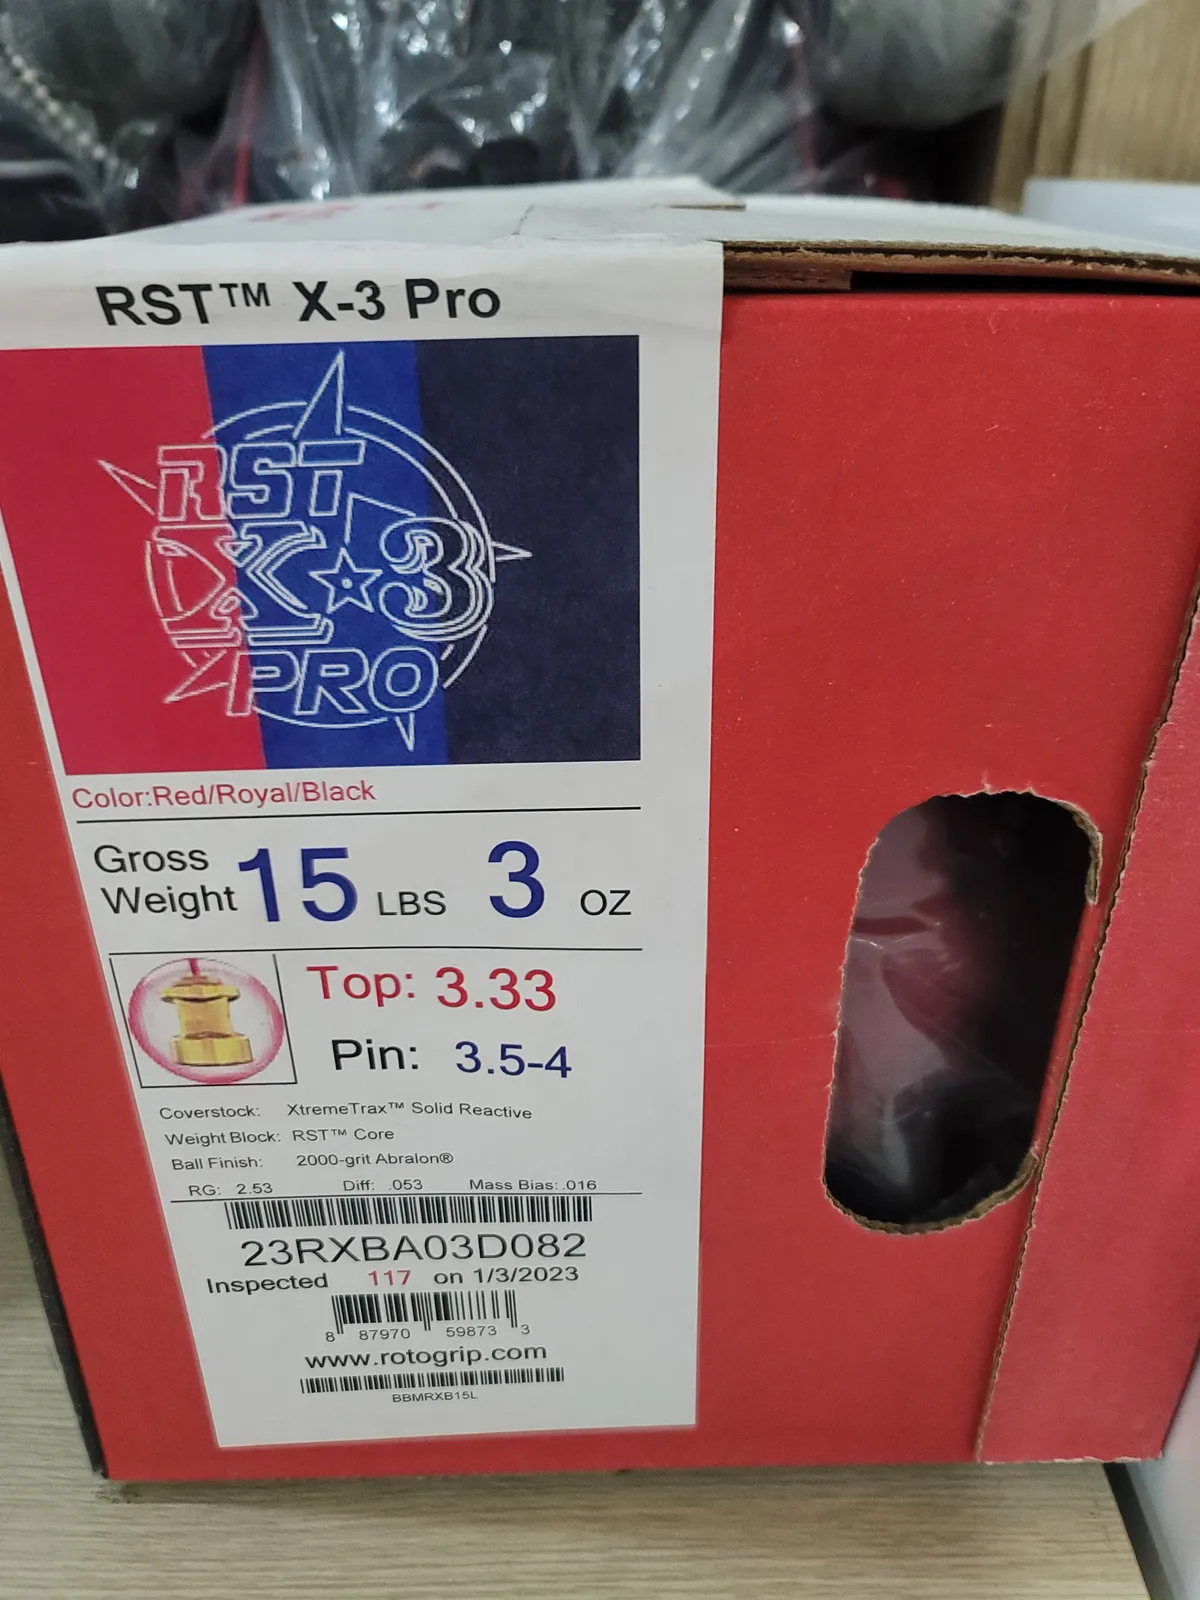 RST™ X-3 Pro
RST
X 3
PRO
Color:Red/Royal/Black
Gross Weight 15 LBS 3 OZ
Top: 3.33
Pin: 3.5-4
Coverstock: XtremeTrax™ Solid Reactive
Weight Block: RST™ Core
Ball Finish: 2000-grit Abralon®
RG: 2.53 Diff: .053 Mass Bias: .016
23RXBA03D082
Inspected 117 on 1/3/2023
8 87970 59873 3
www.rotogrip.com
BBMRXB15L